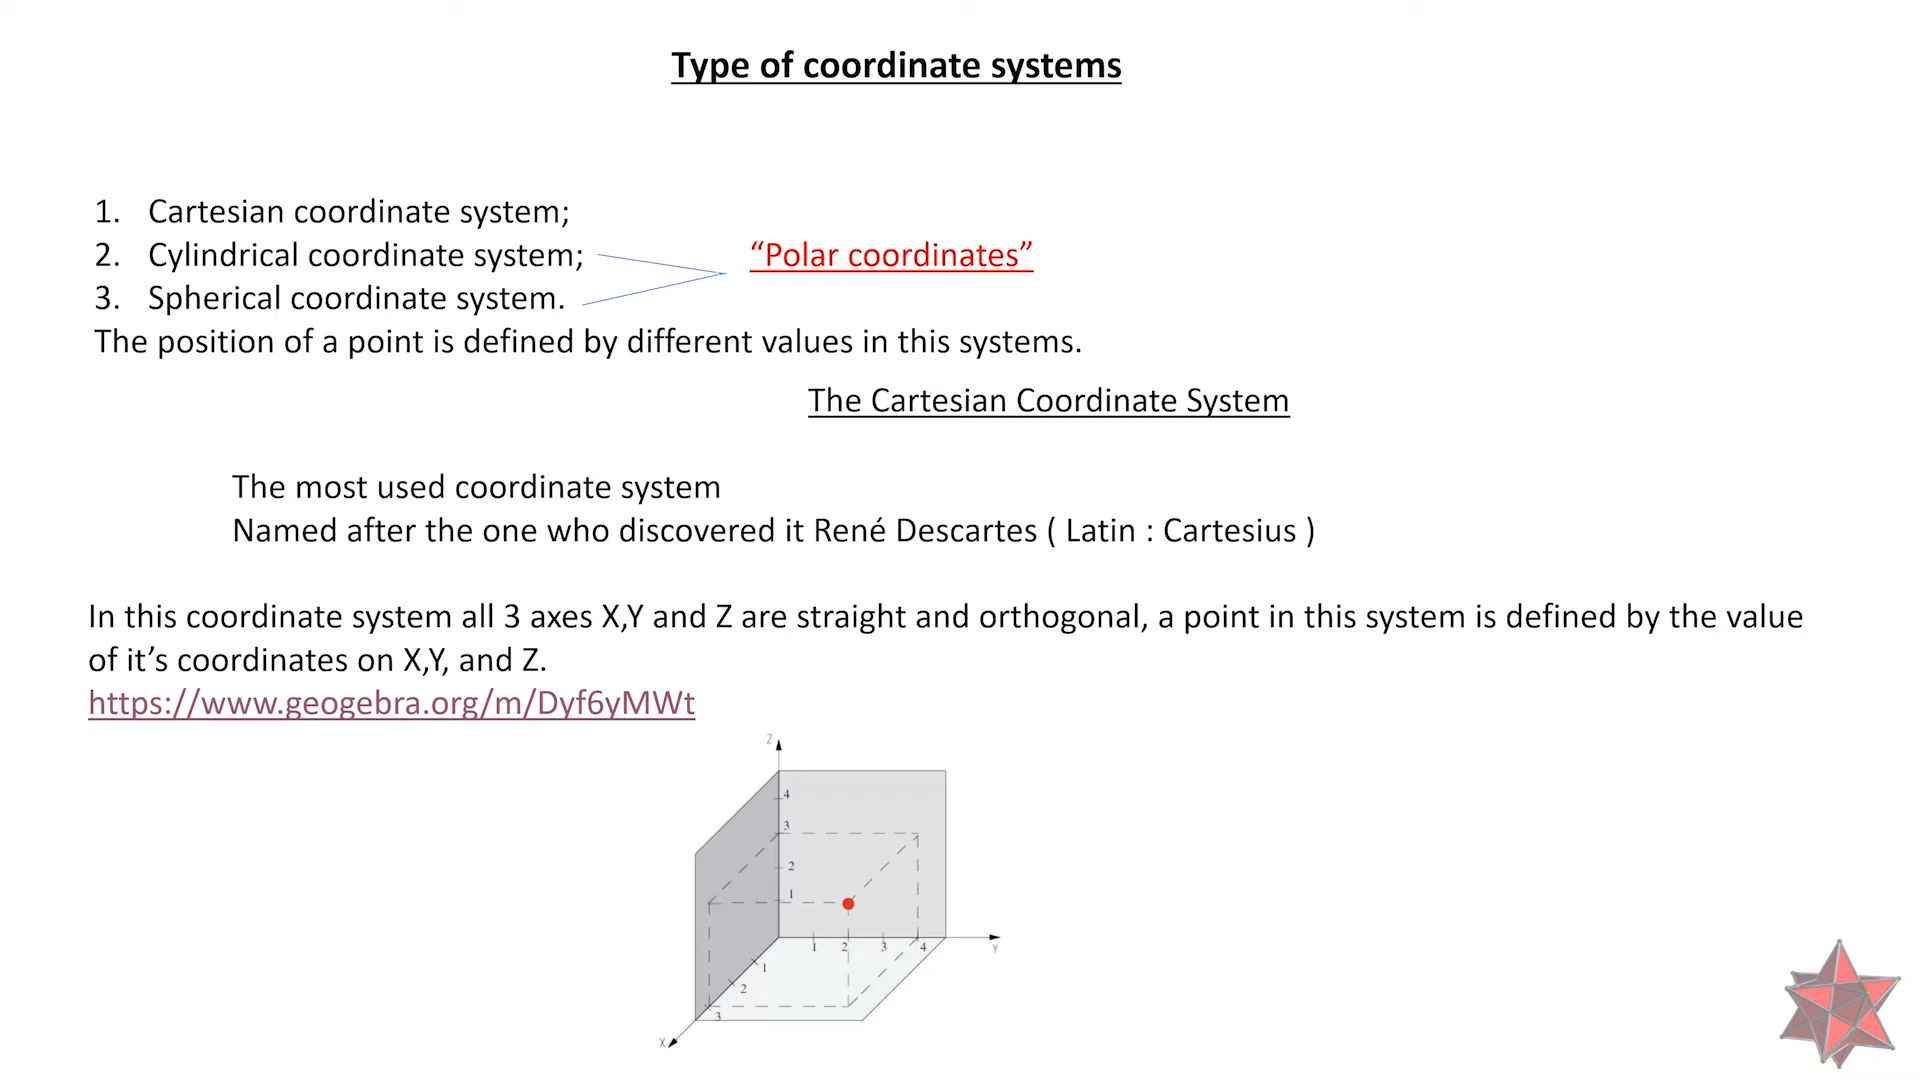 Type of coordinate systems
1. Cartesian coordinate system;
2. Cylindrical coordinate system;
“Polar coordinates”
3. Spherical coordinate system.
The position of a point is defined by different values in this systems.
The Cartesian Coordinate System
The most used coordinate system
Named after the one who discovered it René Descartes ( Latin : Cartesius )
In this coordinate system all 3 axes X,Y and Z are straight and orthogonal, a point in this system is defined by the value
of it’s coordinates on X,Y, and Z.
https://www.geogebra.org/m/Dyf6yMWt
Z
4
3
2
1
1 2 3 4
Y
1
2
3
X